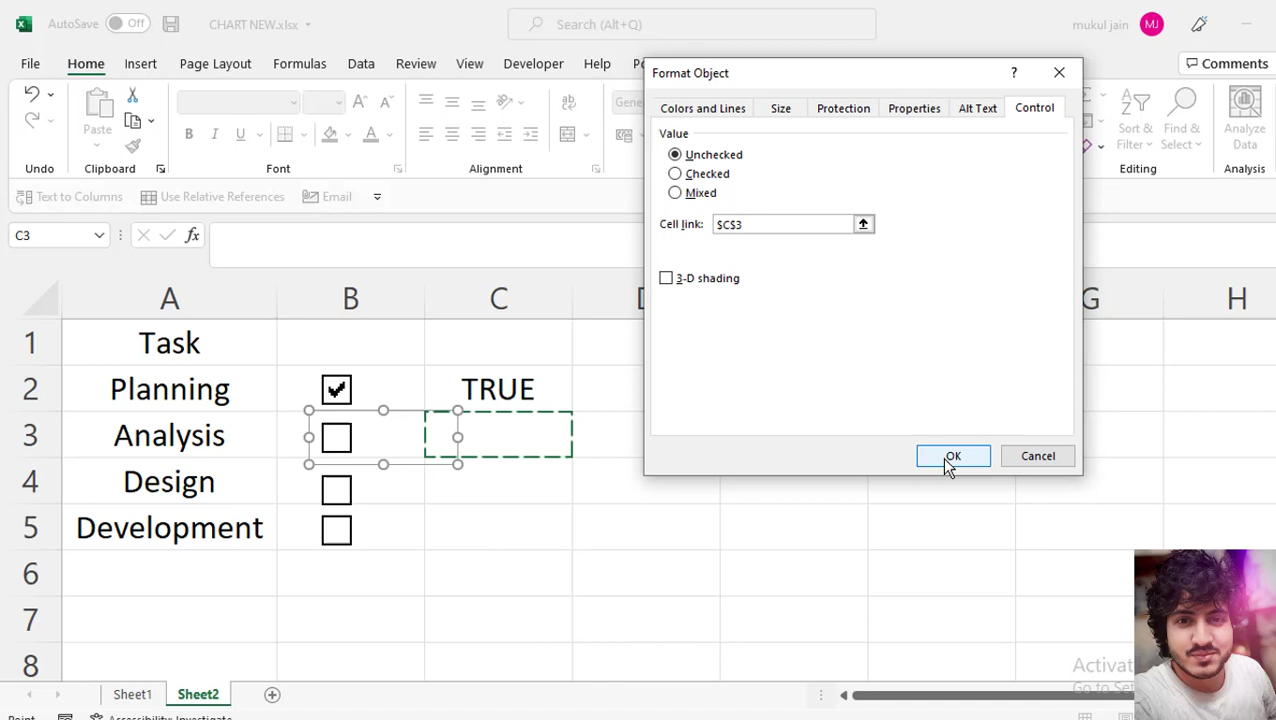 AutoSave Off CHART NEW.xlsx Search (Alt+Q) mukul jain MJ
File Home Insert Page Layout Formulas Data Review View Developer Help Comments
Paste
B I U A A A
ab
Sort & Filter
Find & Select
Analyze Data
Undo Clipboard Font Alignment Editing Analysis
Text to Columns Use Relative References Email
C3 fx
Format Object ?
Colors and Lines Size Protection Properties Alt Text Control
Value
Unchecked
Checked
Mixed
Cell link: $C$3
3-D shading
OK Cancel
A B C G H
1 Task
2 Planning TRUE
3 Analysis
4 Design
5 Development
6
7
8
Sheet1 Sheet2
Point Accessibility: Investigate